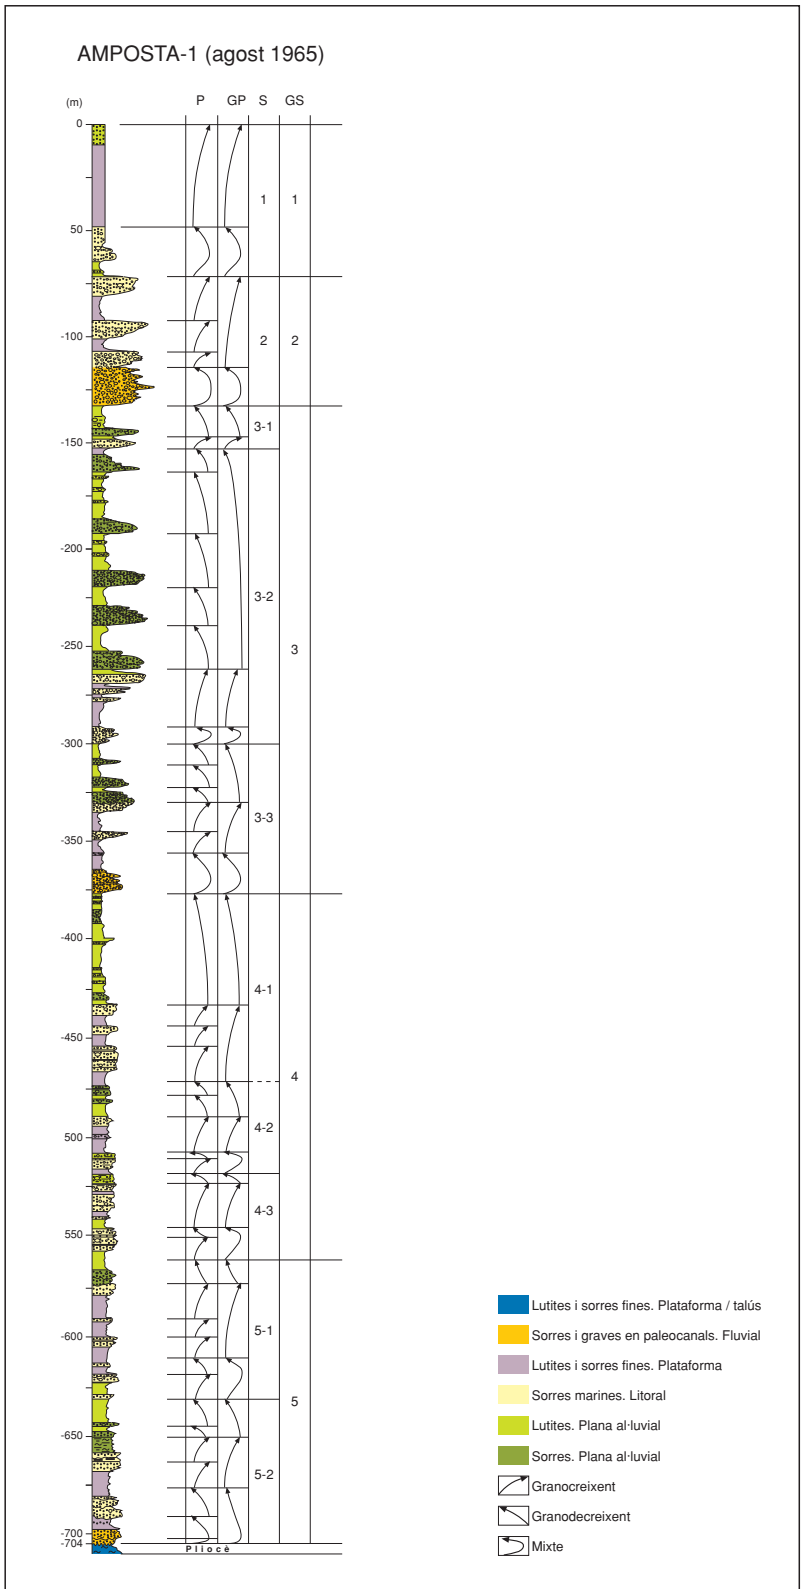 AMPOSTA-1 (agost 1965)
(m) P GP S GS
0
1 1
50
2 2
-100
3-1
-150
-200
3-2
3
-250
-300
3-3
-350
-400
4-1
-450
4
4-2
500
4-3
550
5-1
-600
5
-650
5-2
-700
-704
Pliocè
Lutites i sorres fines. Plataforma / talús
Sorres i graves en paleocanals. Fluvial
Lutites i sorres fines. Plataforma
Sorres marines. Litoral
Lutites. Plana al·luvial
Sorres. Plana al·luvial
Granocreixent
Granodecreixent
Mixte